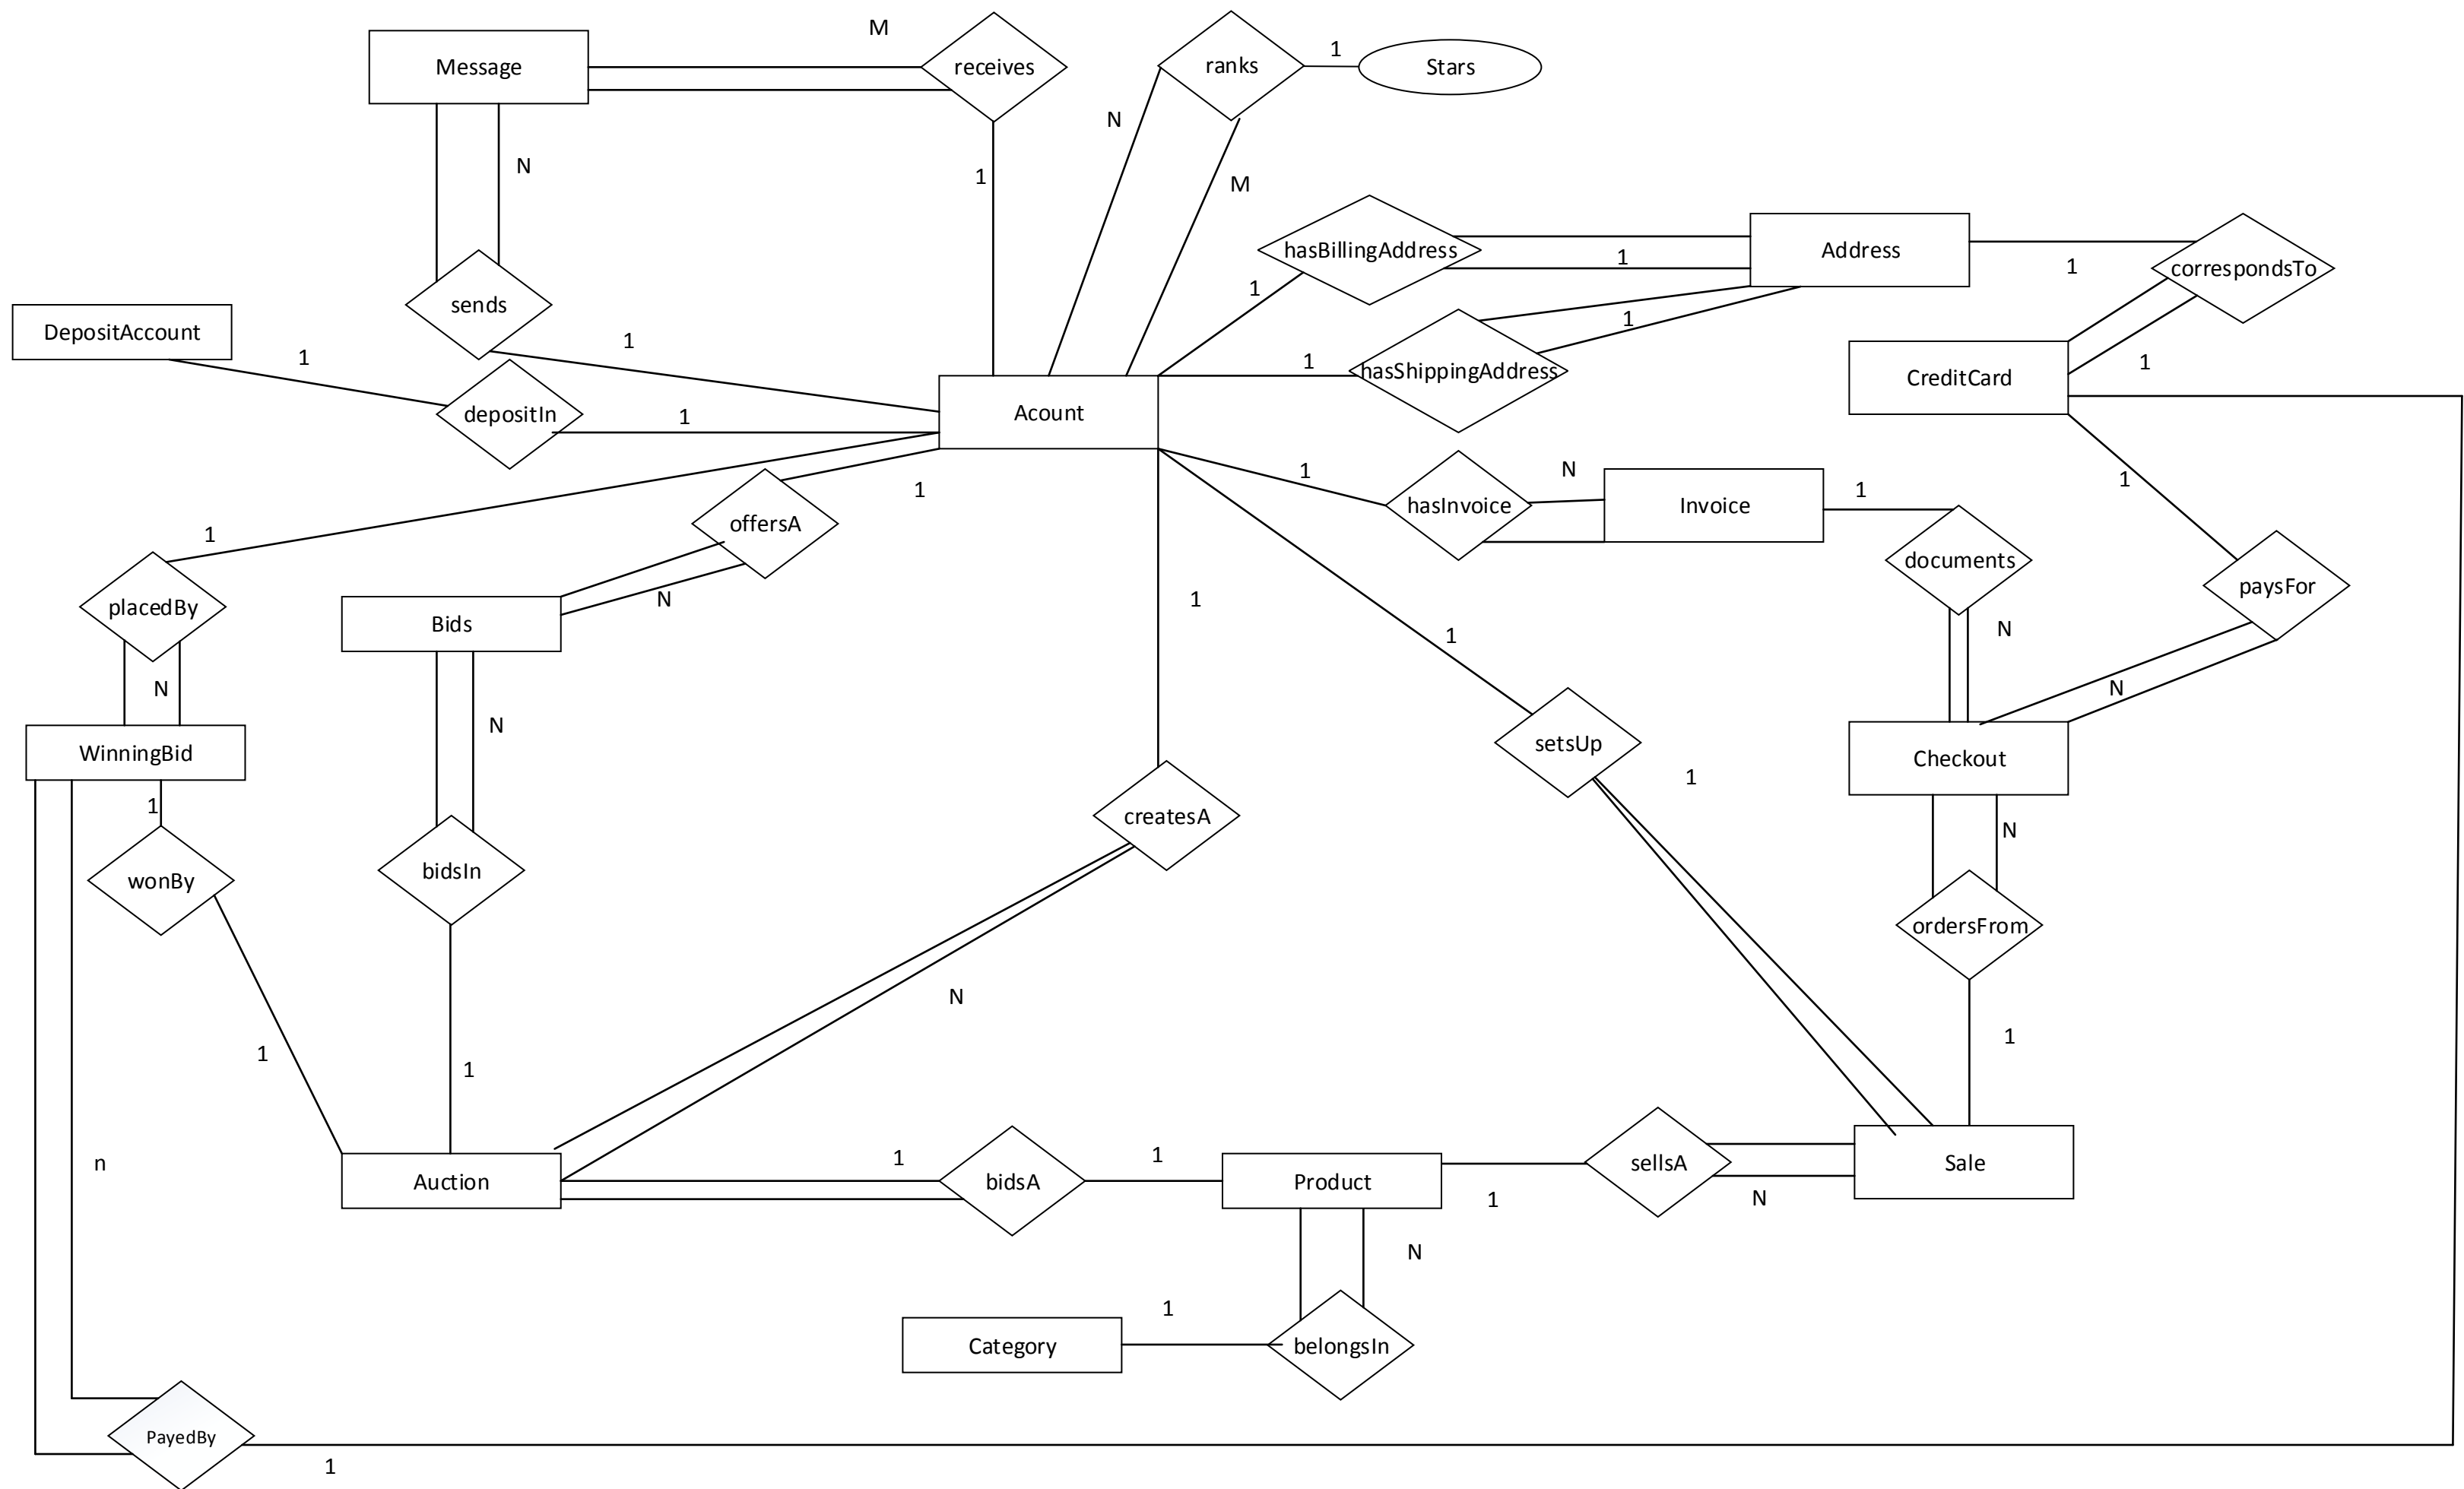 M
receives
ranks
1
Stars
Message
N
N
1
M
hasBillingAddress
1
Address
1
correspondsTo
1
sends
DepositAccount
1
1
1
1
hasShippingAddress
1
CreditCard
depositIn
1
Acount
1
1
offersA
1
hasInvoice
N
Invoice
1
1
documents
paysFor
placedBy
Bids
N
1
1
N
N
N
WinningBid
N
setsUp
1
Checkout
1
createsA
N
wonBy
bidsIn
ordersFrom
N
1
1
1
n
Auction
1
bidsA
1
Product
1
sellsA
N
Sale
N
1
Category
belongsIn
PayedBy
1